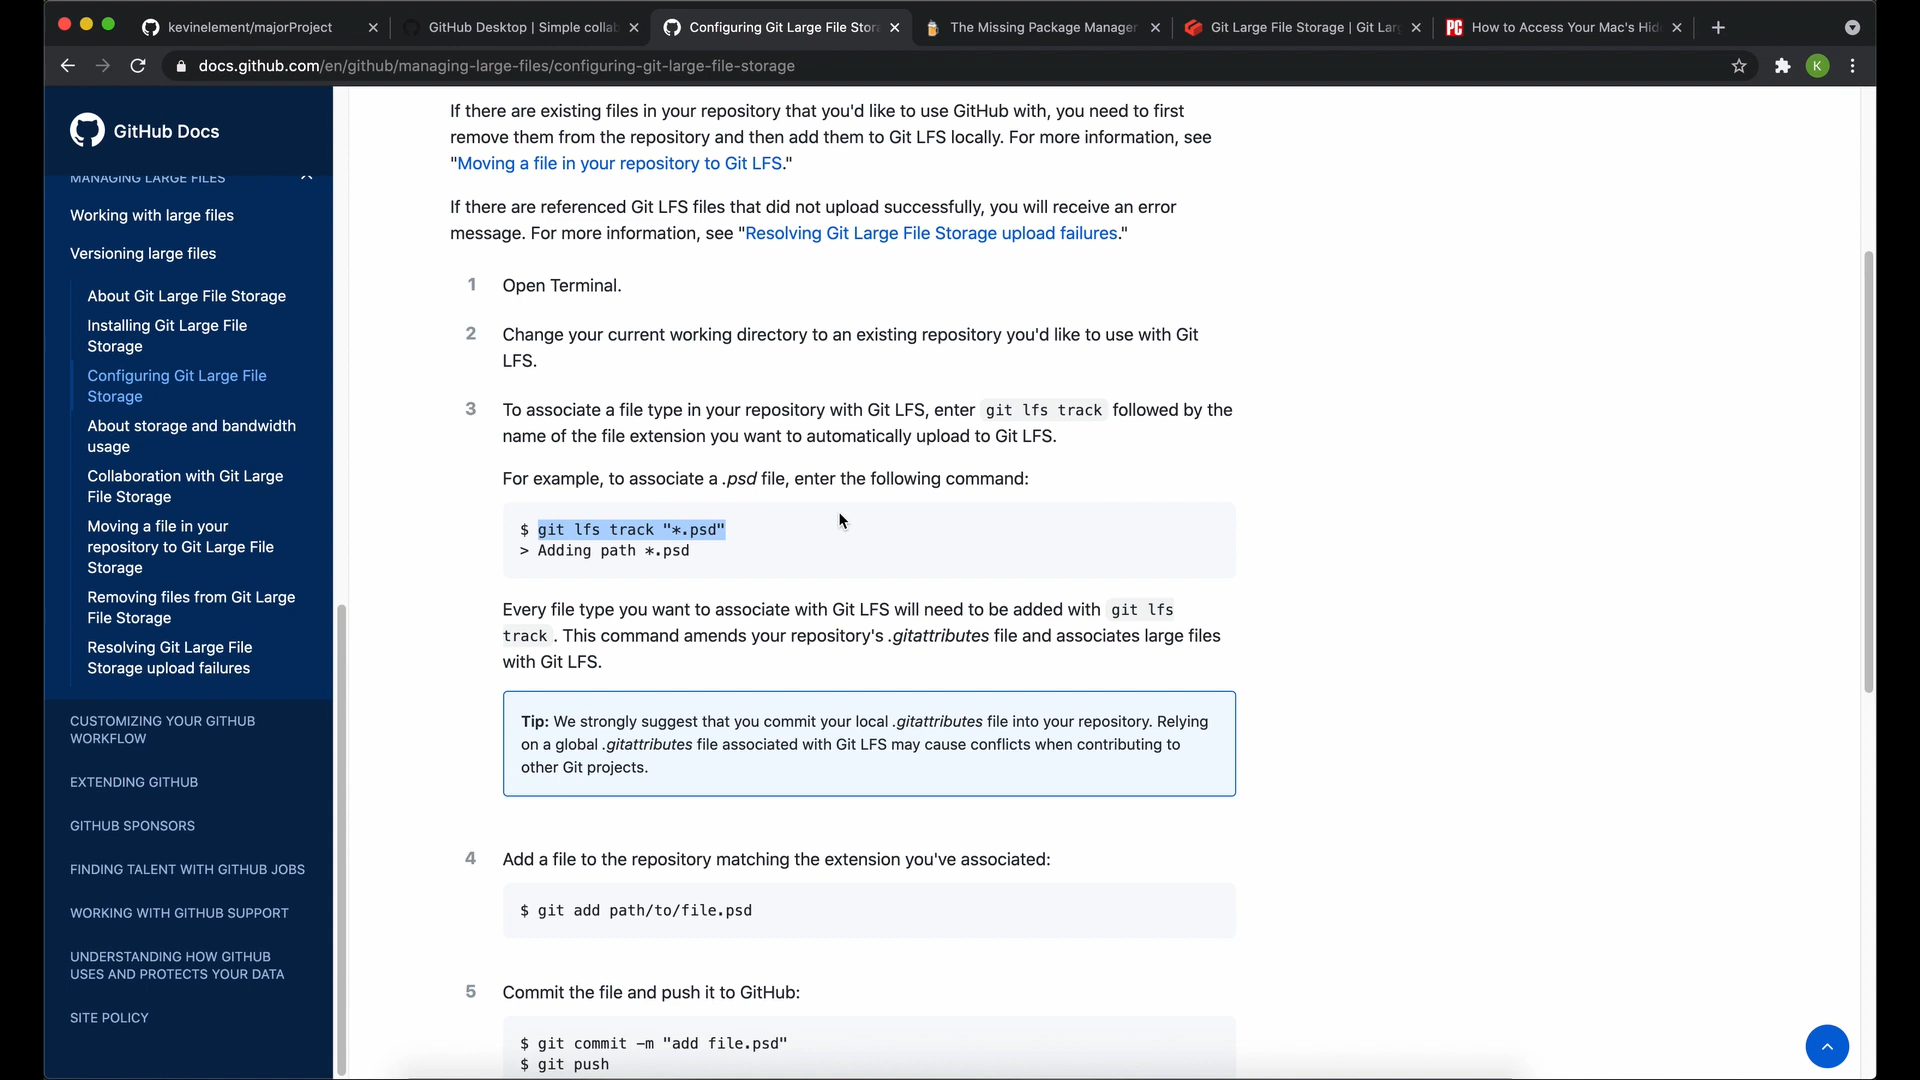 kevinelement/majorProject
GitHub Desktop | Simple collab
Configuring Git Large File Stora
The Missing Package Manager
Git Large File Storage | Git Larg
PC How to Access Your Mac's Hid
docs.github.com/en/github/managing-large-files/configuring-git-large-file-storage
K
GitHub Docs
MANAGING LARGE FILES
Working with large files
Versioning large files
About Git Large File Storage
Installing Git Large File
Storage
Configuring Git Large File
Storage
About storage and bandwidth
usage
Collaboration with Git Large
File Storage
Moving a file in your
repository to Git Large File
Storage
Removing files from Git Large
File Storage
Resolving Git Large File
Storage upload failures
CUSTOMIZING YOUR GITHUB
WORKFLOW
EXTENDING GITHUB
GITHUB SPONSORS
FINDING TALENT WITH GITHUB JOBS
WORKING WITH GITHUB SUPPORT
UNDERSTANDING HOW GITHUB
USES AND PROTECTS YOUR DATA
SITE POLICY
If there are existing files in your repository that you'd like to use GitHub with, you need to first
remove them from the repository and then add them to Git LFS locally. For more information, see
"Moving a file in your repository to Git LFS."
If there are referenced Git LFS files that did not upload successfully, you will receive an error
message. For more information, see "Resolving Git Large File Storage upload failures."
1 Open Terminal.
2 Change your current working directory to an existing repository you'd like to use with Git
LFS.
3 To associate a file type in your repository with Git LFS, enter git lfs track followed by the
name of the file extension you want to automatically upload to Git LFS.
For example, to associate a .psd file, enter the following command:
$ git lfs track "*.psd"
> Adding path *.psd
Every file type you want to associate with Git LFS will need to be added with git lfs
track . This command amends your repository's .gitattributes file and associates large files
with Git LFS.
Tip: We strongly suggest that you commit your local .gitattributes file into your repository. Relying
on a global .gitattributes file associated with Git LFS may cause conflicts when contributing to
other Git projects.
4 Add a file to the repository matching the extension you've associated:
$ git add path/to/file.psd
5 Commit the file and push it to GitHub:
$ git commit -m "add file.psd"
$ git push